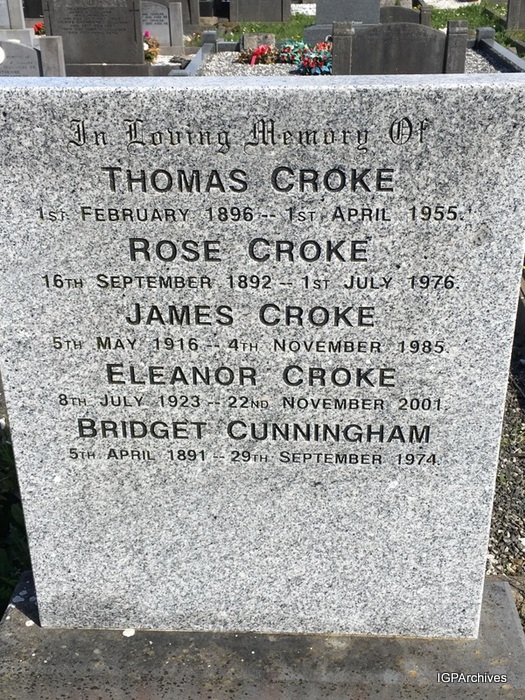 In Loving Memory Of
THOMAS CROKE
1ST FEBRUARY 1896 -- 1ST APRIL 1955.
ROSE CROKE
16TH SEPTEMBER 1892 -- 1ST JULY 1976.
JAMES CROKE
5TH MAY 1916 -- 4TH NOVEMBER 1985.
ELEANOR CROKE
8TH JULY 1923 -- 22ND NOVEMBER 2001.
BRIDGET CUNNINGHAM
5TH APRIL 1891 -- 29TH SEPTEMBER 1974.
IGPArchives